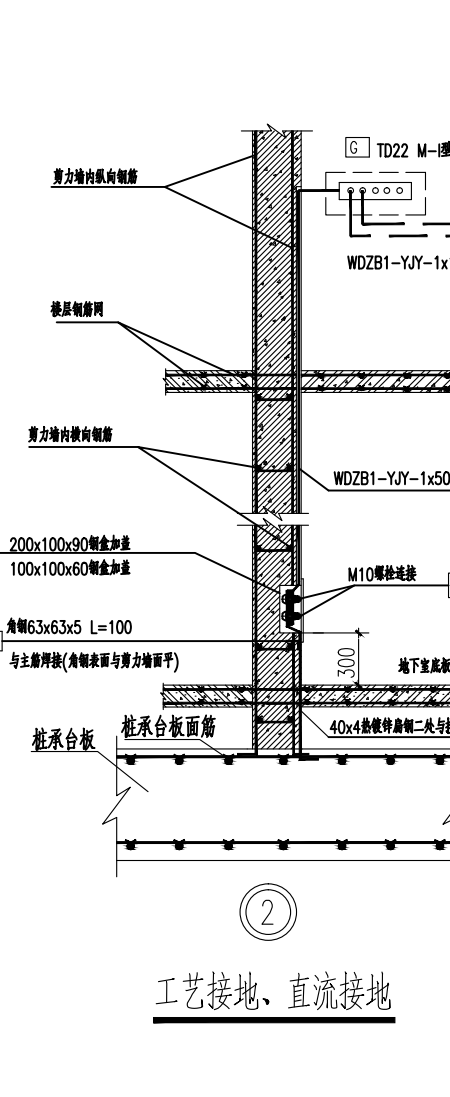 G TD22 M-I型
剪力墙内纵向钢筋
WDZB1-YJY-1x
楼层钢筋网
剪力墙内横向钢筋
WDZB1-YJY-1x50
200x100x90钢盒加盖
100x100x60钢盒加盖
M10螺栓连接
角钢63x63x5 L=100
与主筋焊接(角钢表面与剪力墙面平)
300
地下室底板
桩承台板面筋
40x4热镀锌扁钢二处与
桩承台板
2
工艺接地、直流接地